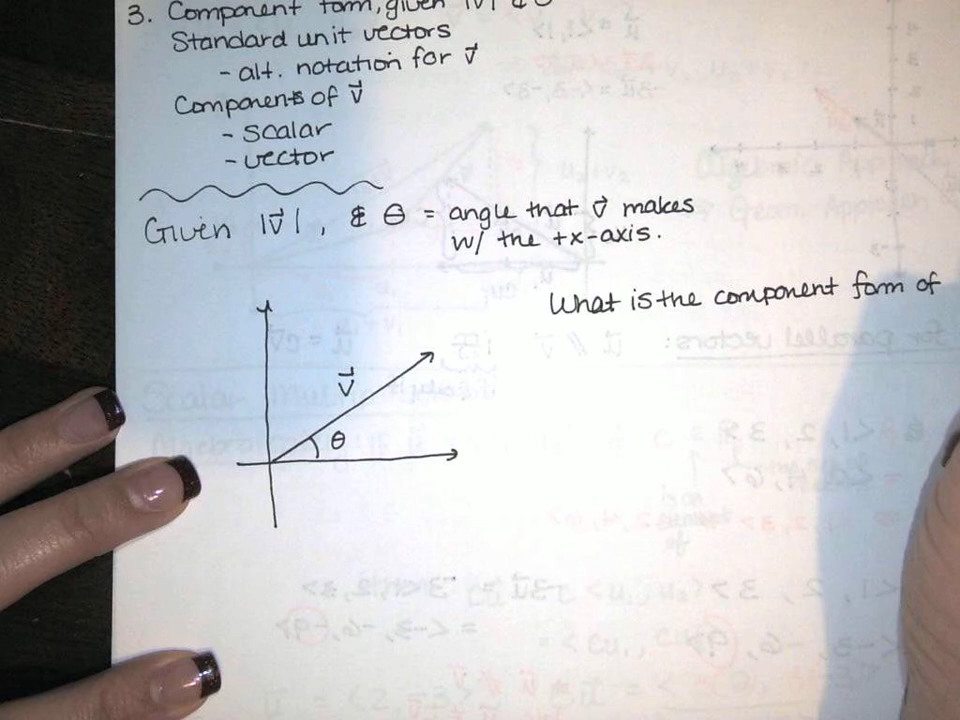 3. Component form, given |v⃗| & θ
Standard unit vectors
- alt. notation for v⃗
Components of v⃗
- scalar
- vector
Given |v⃗|, & θ = angle that v⃗ makes
w/ the +x-axis.
What is the component form of
v⃗
θ